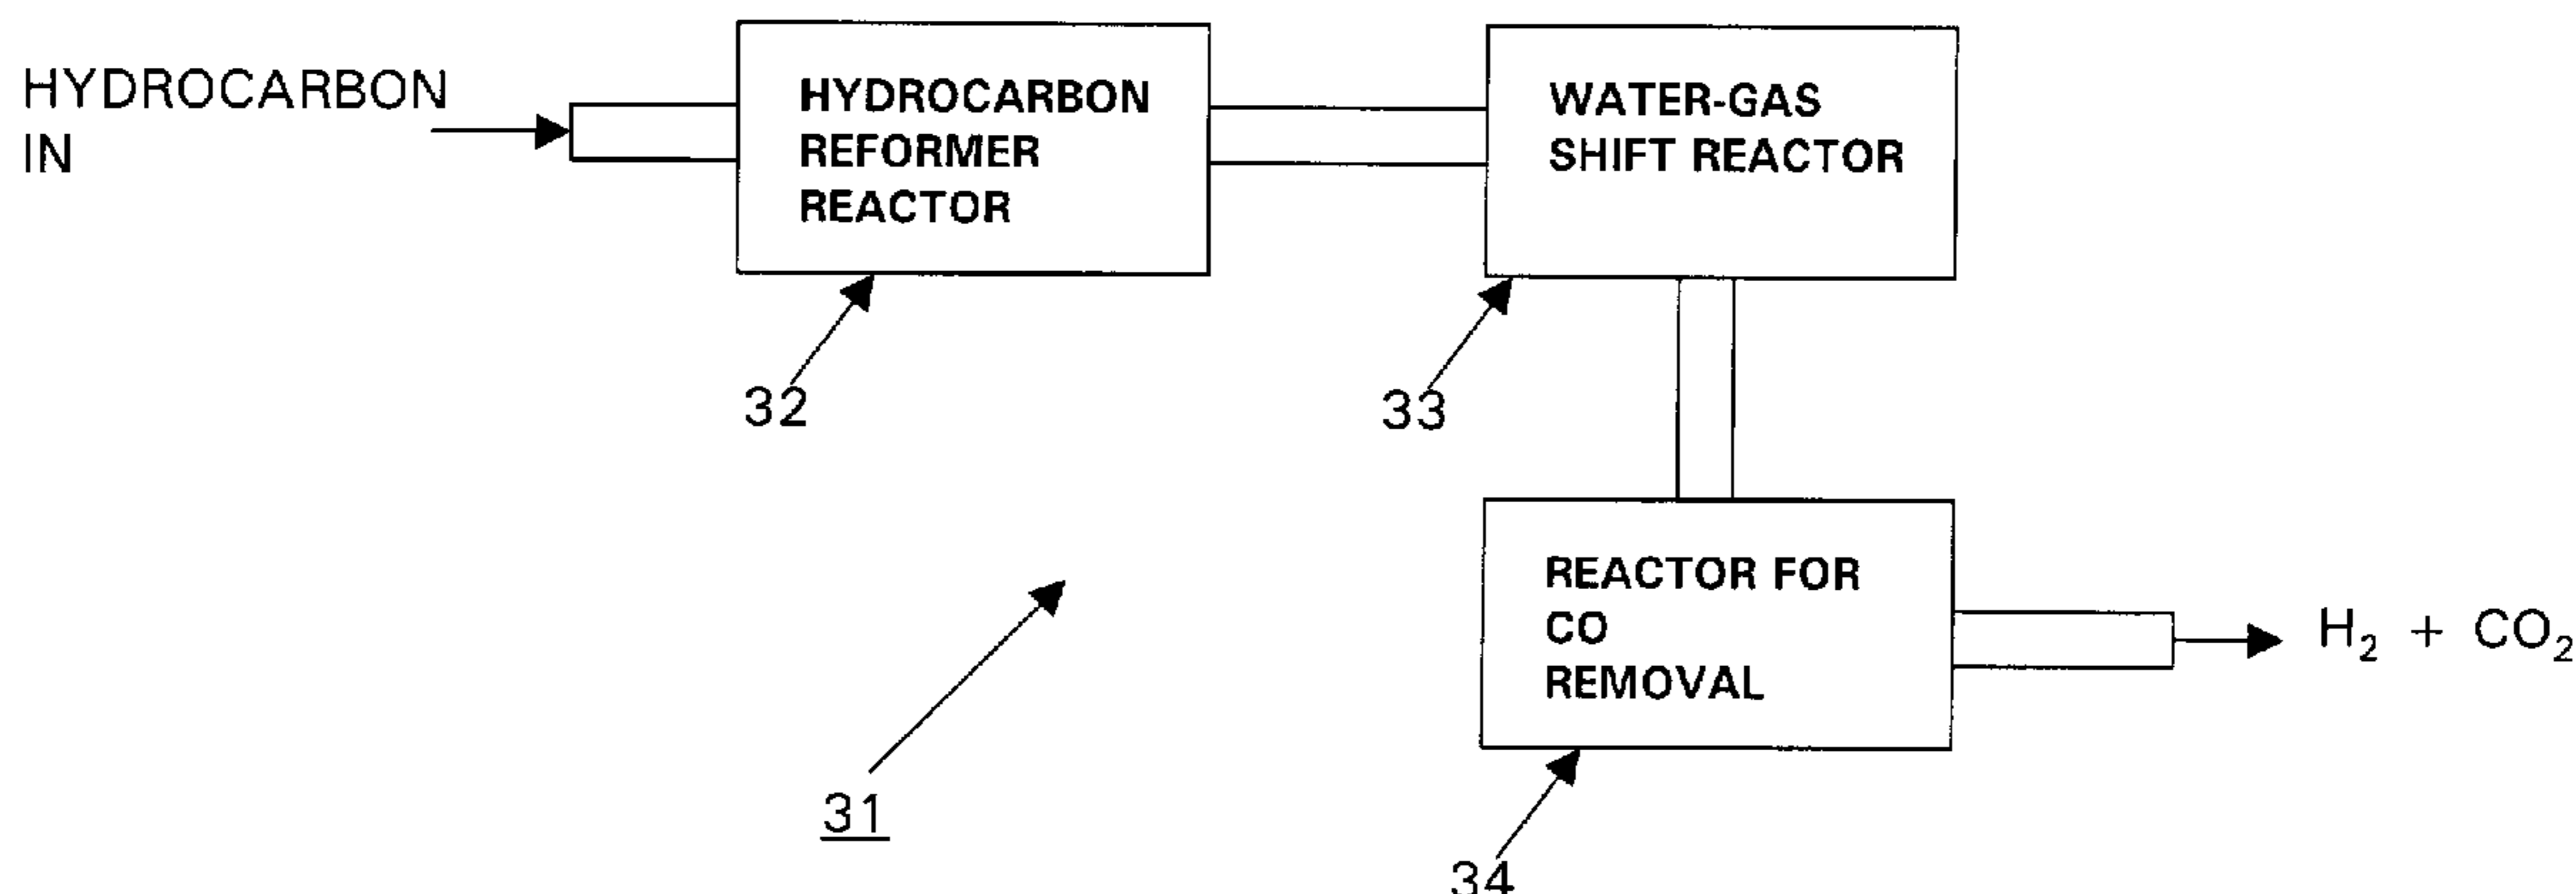 HYDROCARBON
IN
HYDROCARBON
REFORMER
REACTOR
WATER-GAS
SHIFT REACTOR
32
33
REACTOR FOR
CO
REMOVAL
H₂ + CO₂
31
34